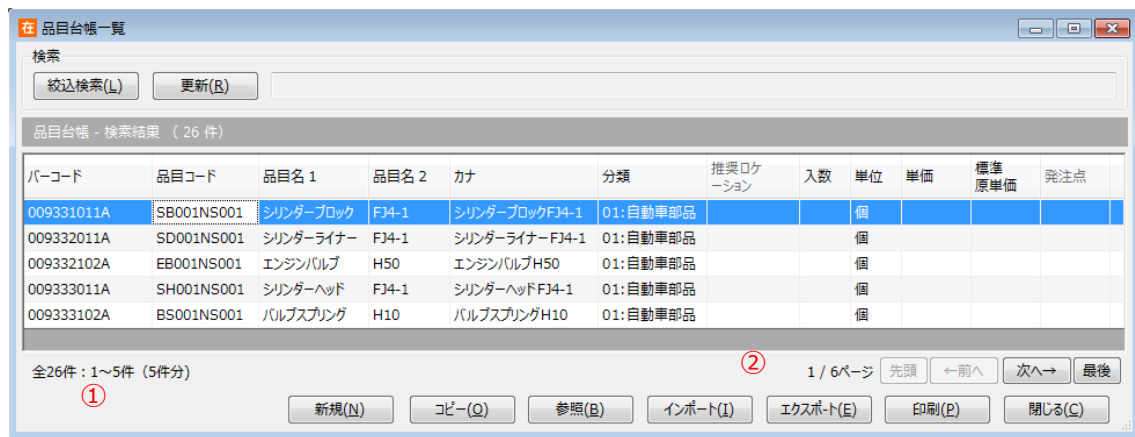 在 品目台帳一覧
検索
絞込検索(L) 更新(R)
品目台帳 - 検索結果 （ 26 件）
バーコード 品目コード 品目名 1 品目名 2 カナ 分類 推奨ロケーション 入数 単位 単価 標準原単価 発注点
009331011A SB001NS001 シリンダーブロック FJ4-1 シリンダーブロックFJ4-1 01:自動車部品 個
009332011A SD001NS001 シリンダーライナー FJ4-1 シリンダーライナーFJ4-1 01:自動車部品 個
009332102A EB001NS001 エンジンバルブ H50 エンジンバルブH50 01:自動車部品 個
009333011A SH001NS001 シリンダーヘッド FJ4-1 シリンダーヘッドFJ4-1 01:自動車部品 個
009333102A BS001NS001 バルブスプリング H10 バルブスプリングH10 01:自動車部品 個
全26件：1～5件（5件分） ② 1 / 6ページ 先頭 ←前へ 次へ→ 最後
①
新規(N) コピー(O) 参照(B) インポート(I) エクスポート(E) 印刷(P) 閉じる(C)